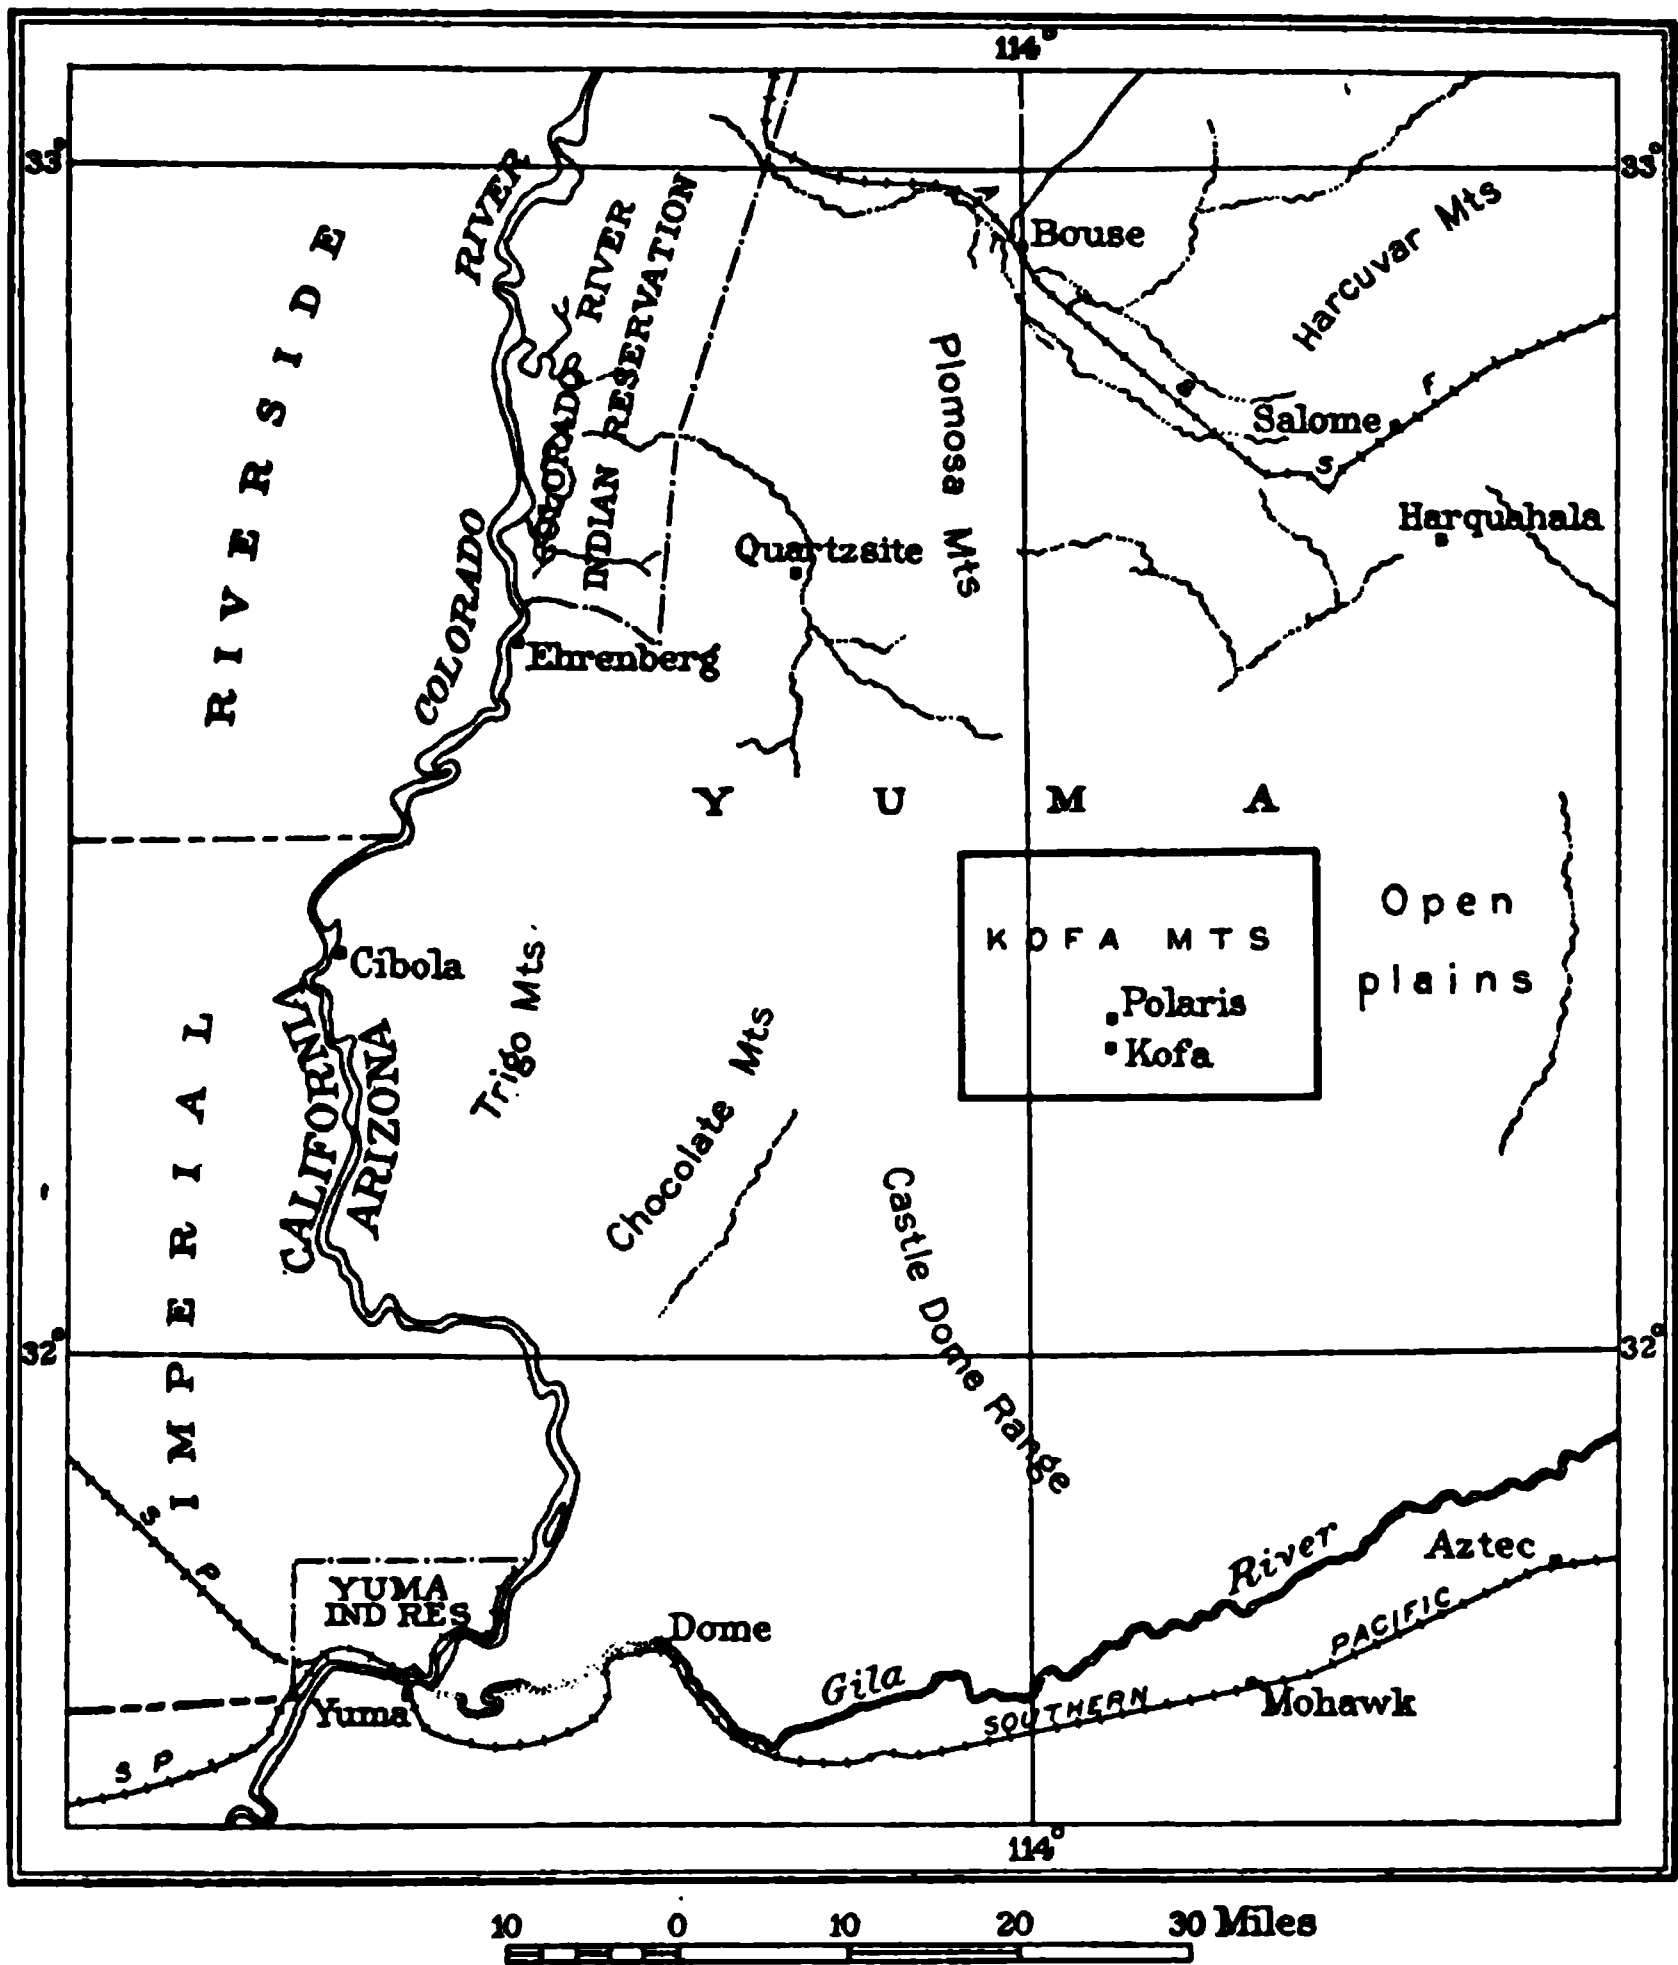 114°
33°
33°
RIVER
COLORADO
RIVERSIDE
COLORADO RIVER
INDIAN RESERVATION
Bouse
Harcuvar Mts
A
&
S
F
Plomosa Mts
Salome
Harquahala
Quartzsite
Ehrenberg
YUMA
KOFA MTS
Polaris
Kofa
Open
plains
Cibola
Trigo Mts.
Chocolate Mts
CALIFORNIA
ARIZONA
IMPERIAL
Castle Dome Range
32°
32°
S P
YUMA
IND RES
Dome
Gila River
Aztec
SOUTHERN PACIFIC
Mohawk
Yuma
S P
114°
10 0 10 20 30 Miles